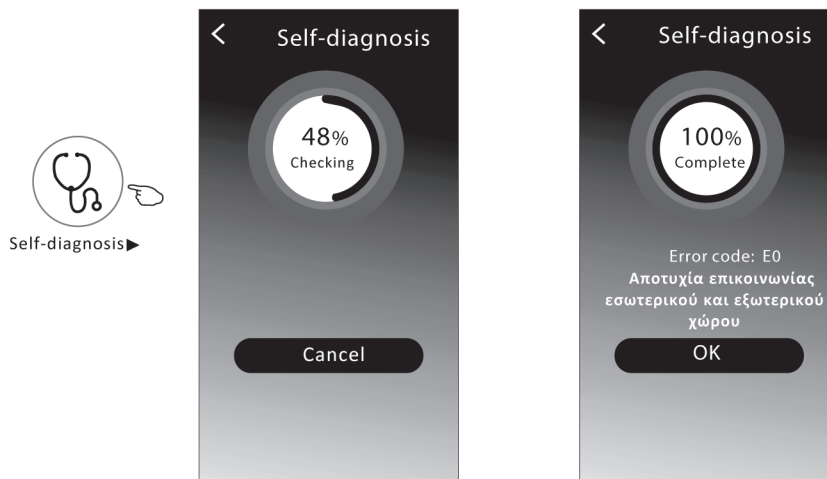 Self-diagnosis▶
Self-diagnosis
48%
Checking
Cancel
Self-diagnosis
100%
Complete
Error code: E0
Αποτυχία επικοινωνίας
εσωτερικού και εξωτερικού
χώρου
OK